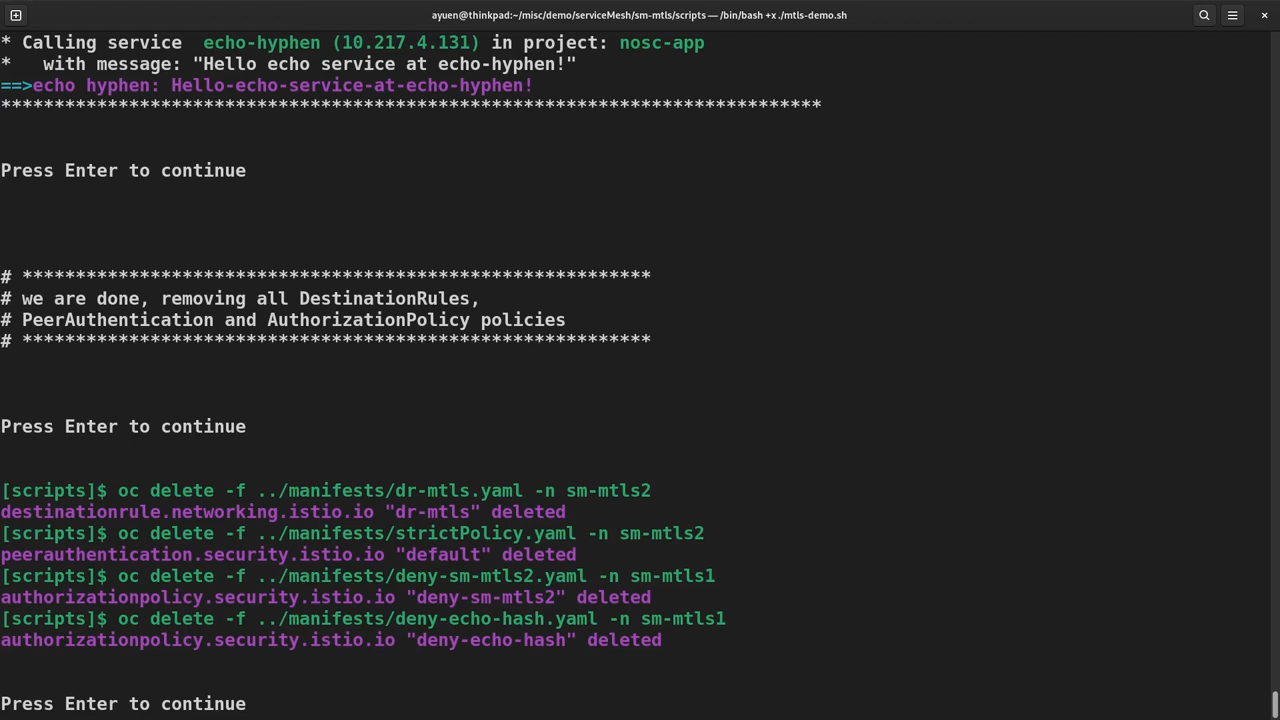 ayuen@thinkpad:~/misc/demo/serviceMesh/sm-mtls/scripts — /bin/bash +x ./mtls-demo.sh
* Calling service  echo-hyphen (10.217.4.131) in project: nosc-app
*   with message: "Hello echo service at echo-hyphen!"
==>echo hyphen: Hello-echo-service-at-echo-hyphen!
*****************************************************************************
Press Enter to continue
# ***********************************************************
# we are done, removing all DestinationRules,
# PeerAuthentication and AuthorizationPolicy policies
# ***********************************************************
Press Enter to continue
[scripts]$ oc delete -f ../manifests/dr-mtls.yaml -n sm-mtls2
destinationrule.networking.istio.io "dr-mtls" deleted
[scripts]$ oc delete -f ../manifests/strictPolicy.yaml -n sm-mtls2
peerauthentication.security.istio.io "default" deleted
[scripts]$ oc delete -f ../manifests/deny-sm-mtls2.yaml -n sm-mtls1
authorizationpolicy.security.istio.io "deny-sm-mtls2" deleted
[scripts]$ oc delete -f ../manifests/deny-echo-hash.yaml -n sm-mtls1
authorizationpolicy.security.istio.io "deny-echo-hash" deleted
Press Enter to continue